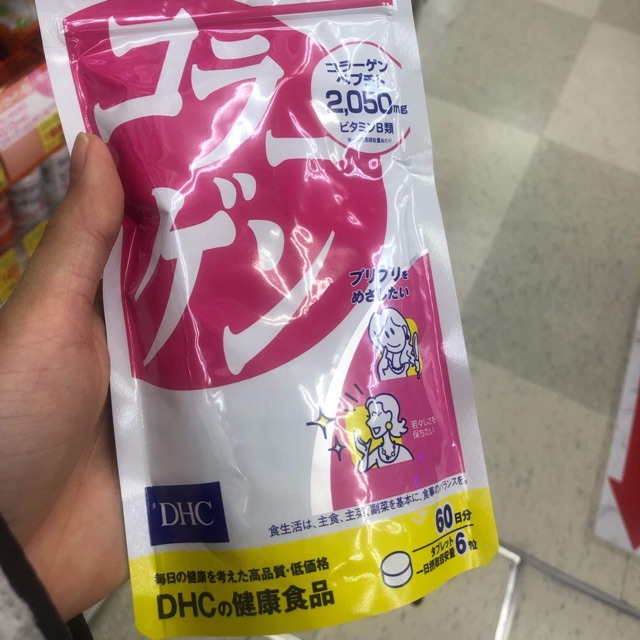 コラー
ゲン
コラーゲン
ペプチド
2,050mg
ビタミンB類
プリプリを
めざしたい
若々しさを
保ちたい
DHC
食生活は、主食、主菜、副菜を基本に、食事のバランスを。
60日分
タブレット
一日摂取目安量6粒
毎日の健康を考えた高品質・低価格
DHCの健康食品